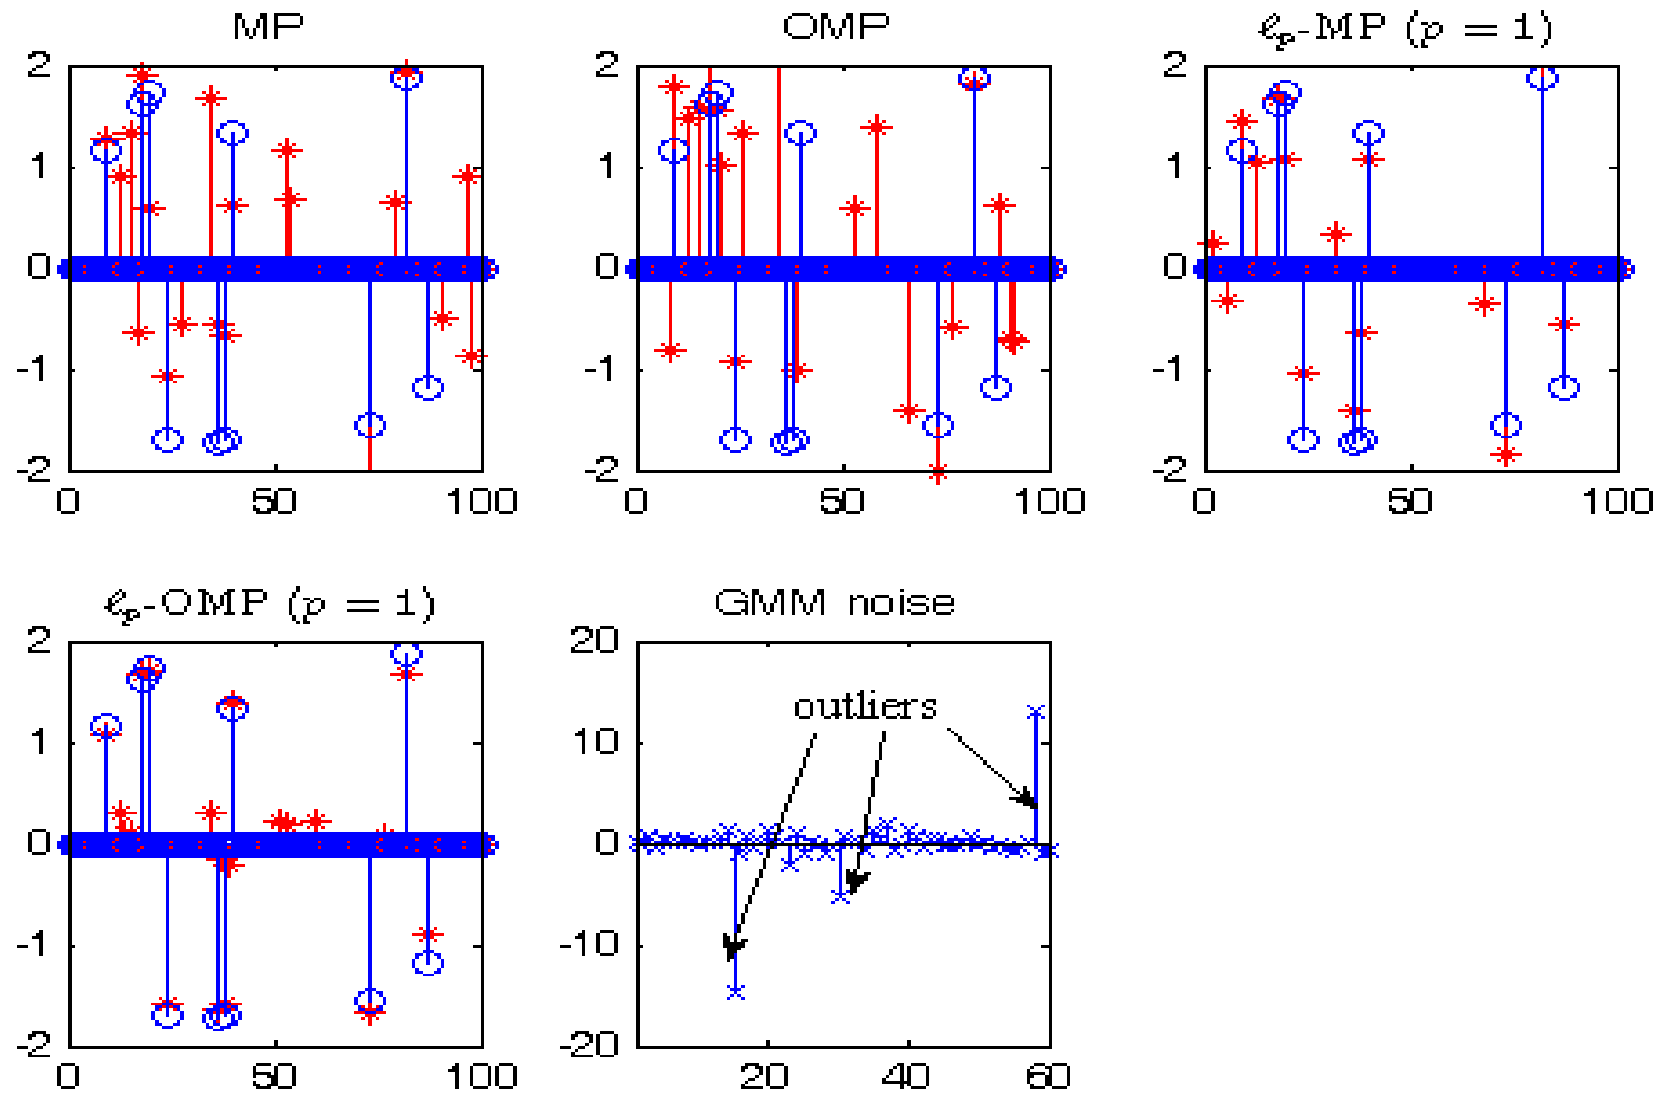 MP OMP ℓp-MP (p = 1)
2 2 2
1 1 1
0 0 0
-1 -1 -1
-2 -2 -2
0 50 100 0 50 100 0 50 100
ℓp-OMP (p = 1) GMM noise
2 20
outliers
1 10
0 0
-1 -10
-2 -20
0 50 100 20 40 60